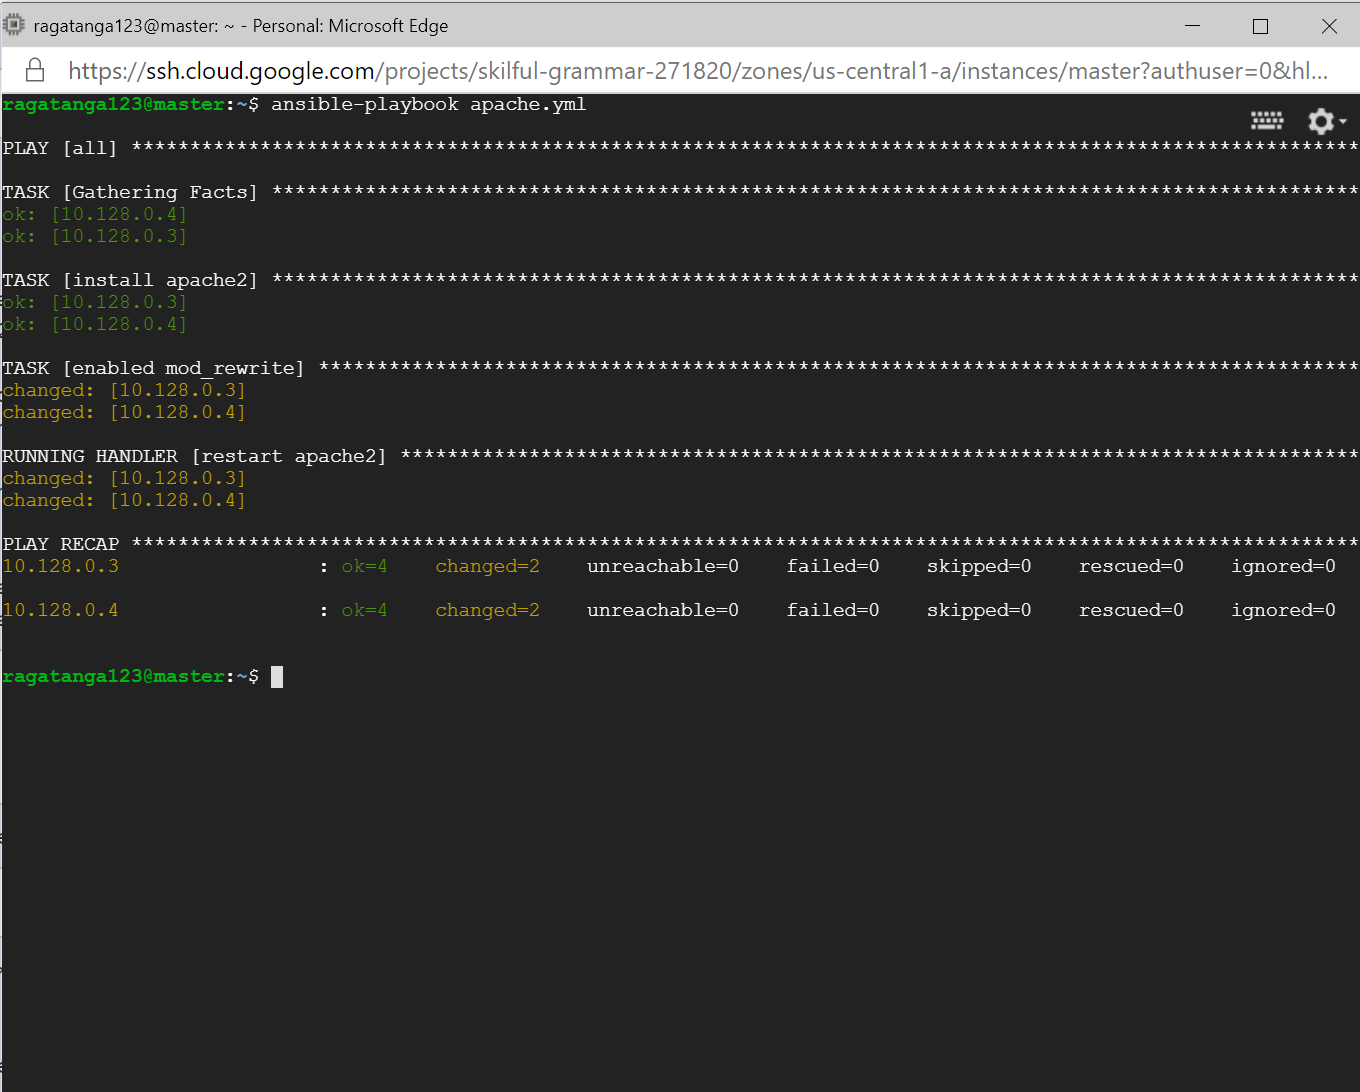 ragatanga123@master: ~ - Personal: Microsoft Edge
https://ssh.cloud.google.com/projects/skilful-grammar-271820/zones/us-central1-a/instances/master?authuser=0&hl...
ragatanga123@master:~$ ansible-playbook apache.yml
PLAY [all] *********************************************************************************************************
TASK [Gathering Facts] *********************************************************************************************
ok: [10.128.0.4]
ok: [10.128.0.3]
TASK [install apache2] *********************************************************************************************
ok: [10.128.0.3]
ok: [10.128.0.4]
TASK [enabled mod_rewrite] *****************************************************************************************
changed: [10.128.0.3]
changed: [10.128.0.4]
RUNNING HANDLER [restart apache2] **********************************************************************************
changed: [10.128.0.3]
changed: [10.128.0.4]
PLAY RECAP *********************************************************************************************************
10.128.0.3                 : ok=4    changed=2    unreachable=0    failed=0    skipped=0    rescued=0    ignored=0
10.128.0.4                 : ok=4    changed=2    unreachable=0    failed=0    skipped=0    rescued=0    ignored=0
ragatanga123@master:~$